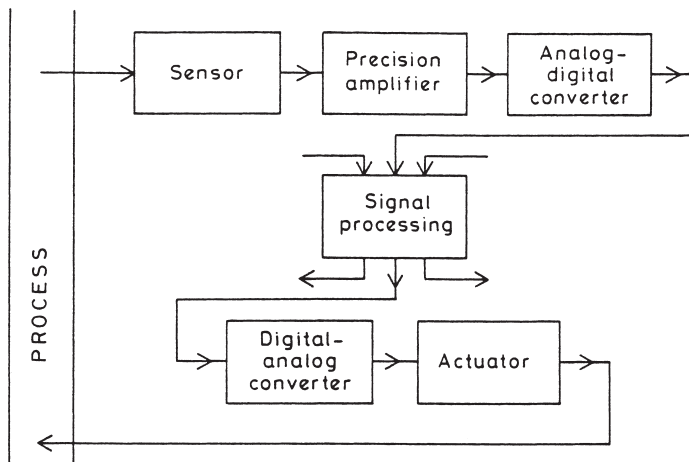 Sensor
Precision
amplifier
Analog-
digital
converter
Signal
processing
PROCESS
Digital-
analog
converter
Actuator